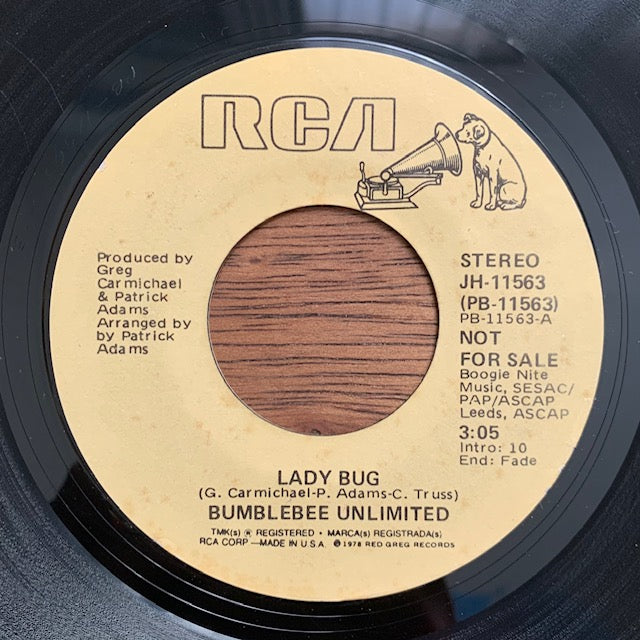 RCA
Produced by
Greg
Carmichael
& Patrick
Adams
Arranged by
by Patrick
Adams
STEREO
JH-11563
(PB-11563)
PB-11563-A
NOT
FOR SALE
Boogie Nite
Music, SESAC/
PAP/ASCAP
Leeds, ASCAP
3:05
Intro: 10
End: Fade
LADY BUG
(G. Carmichael-P. Adams-C. Truss)
BUMBLEBEE UNLIMITED
TMK(s) ® REGISTERED • MARCA(s) REGISTRADA(s)
RCA CORP—MADE IN U.S.A. ℗1978 RED GREG RECORDS